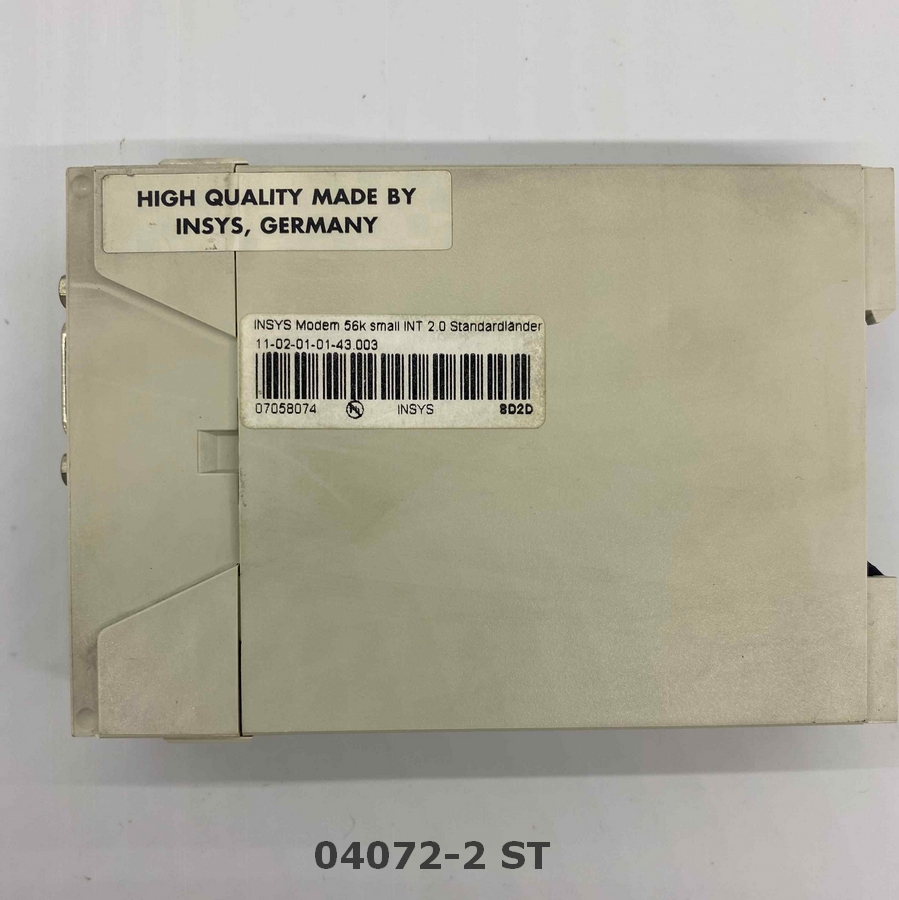 HIGH QUALITY MADE BY
INSYS, GERMANY
INSYS Modem 56k small INT 2.0 Standardländer
11-02-01-01-43.003
07058074 INSYS 8D2D
04072-2 ST